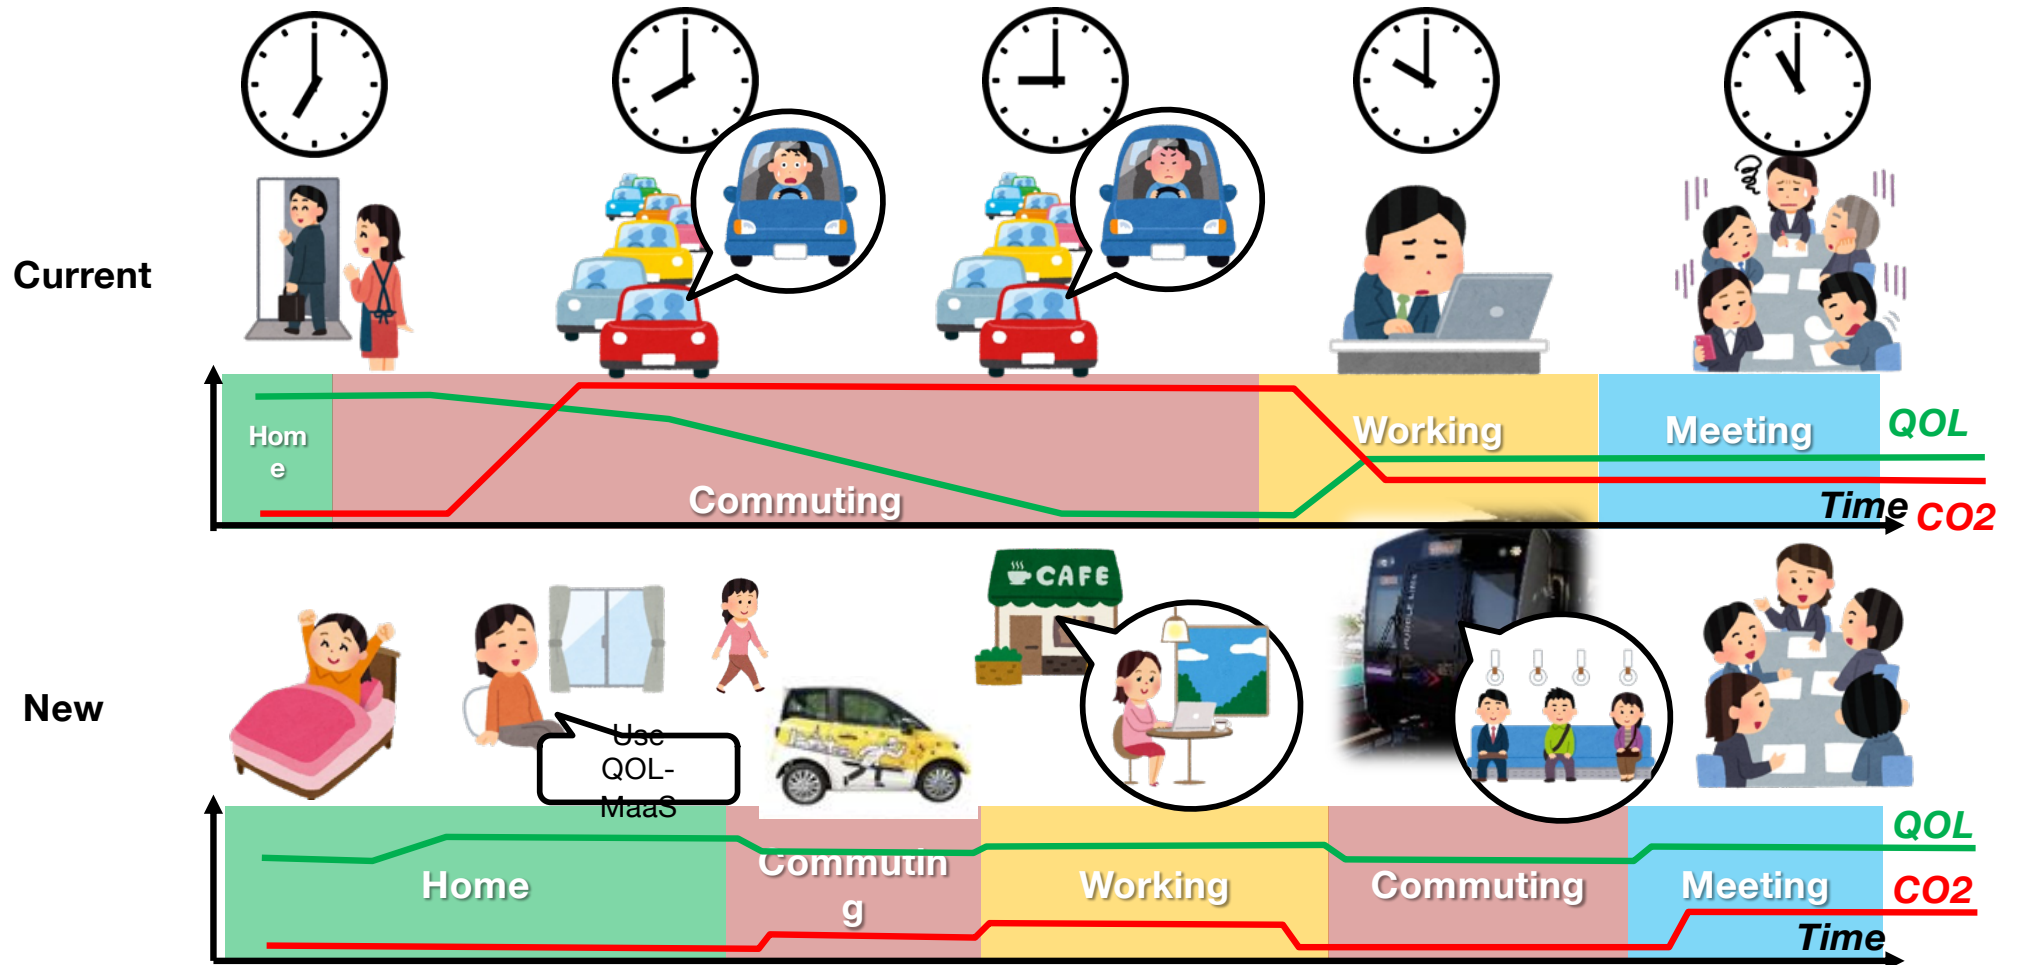 Current
Hom
e
Commuting
Working
Meeting
QOL
Time
CO2
CAFE
New
Use
QOL-
MaaS
Home
Commutin
g
Working
Commuting
Meeting
QOL
CO2
Time